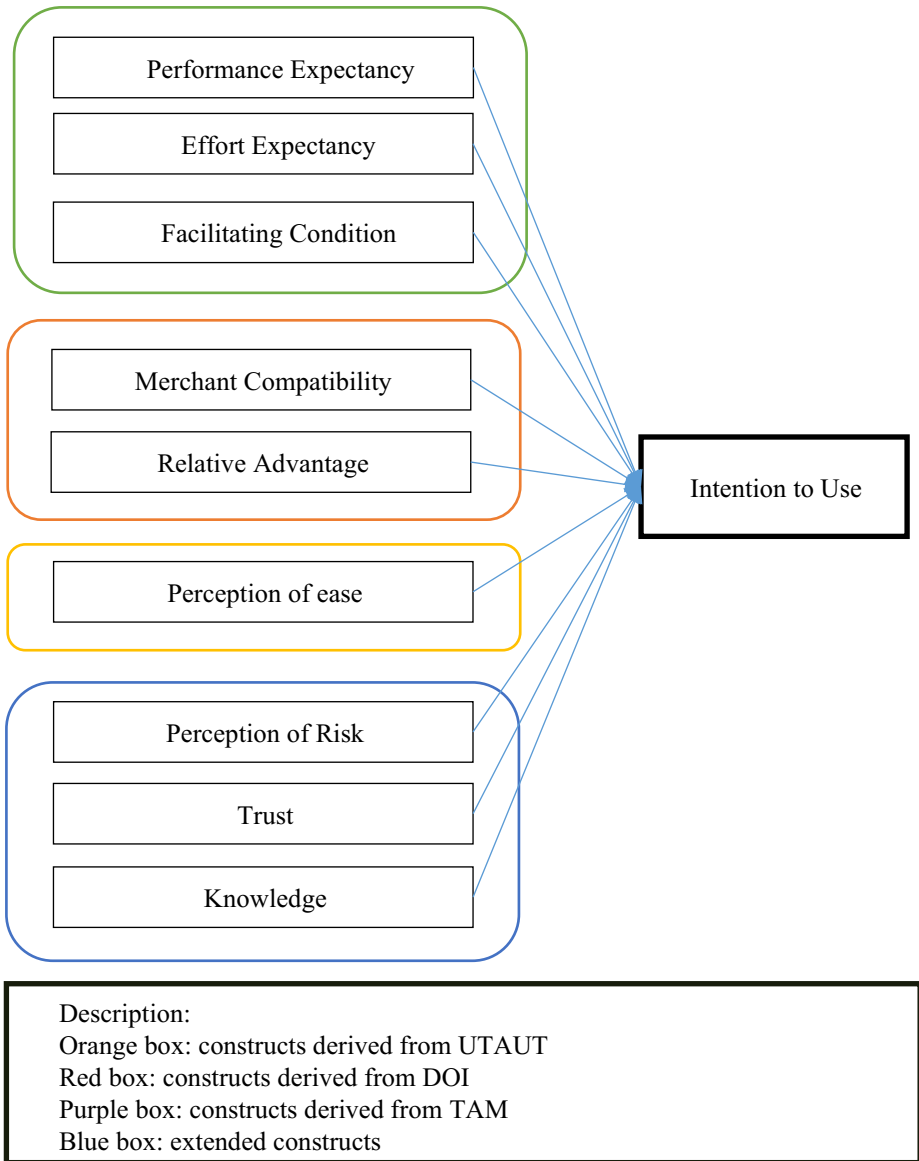 Performance Expectancy
Effort Expectancy
Facilitating Condition
Merchant Compatibility
Relative Advantage
Intention to Use
Perception of ease
Perception of Risk
Trust
Knowledge
Description:
Orange box: constructs derived from UTAUT
Red box: constructs derived from DOI
Purple box: constructs derived from TAM
Blue box: extended constructs